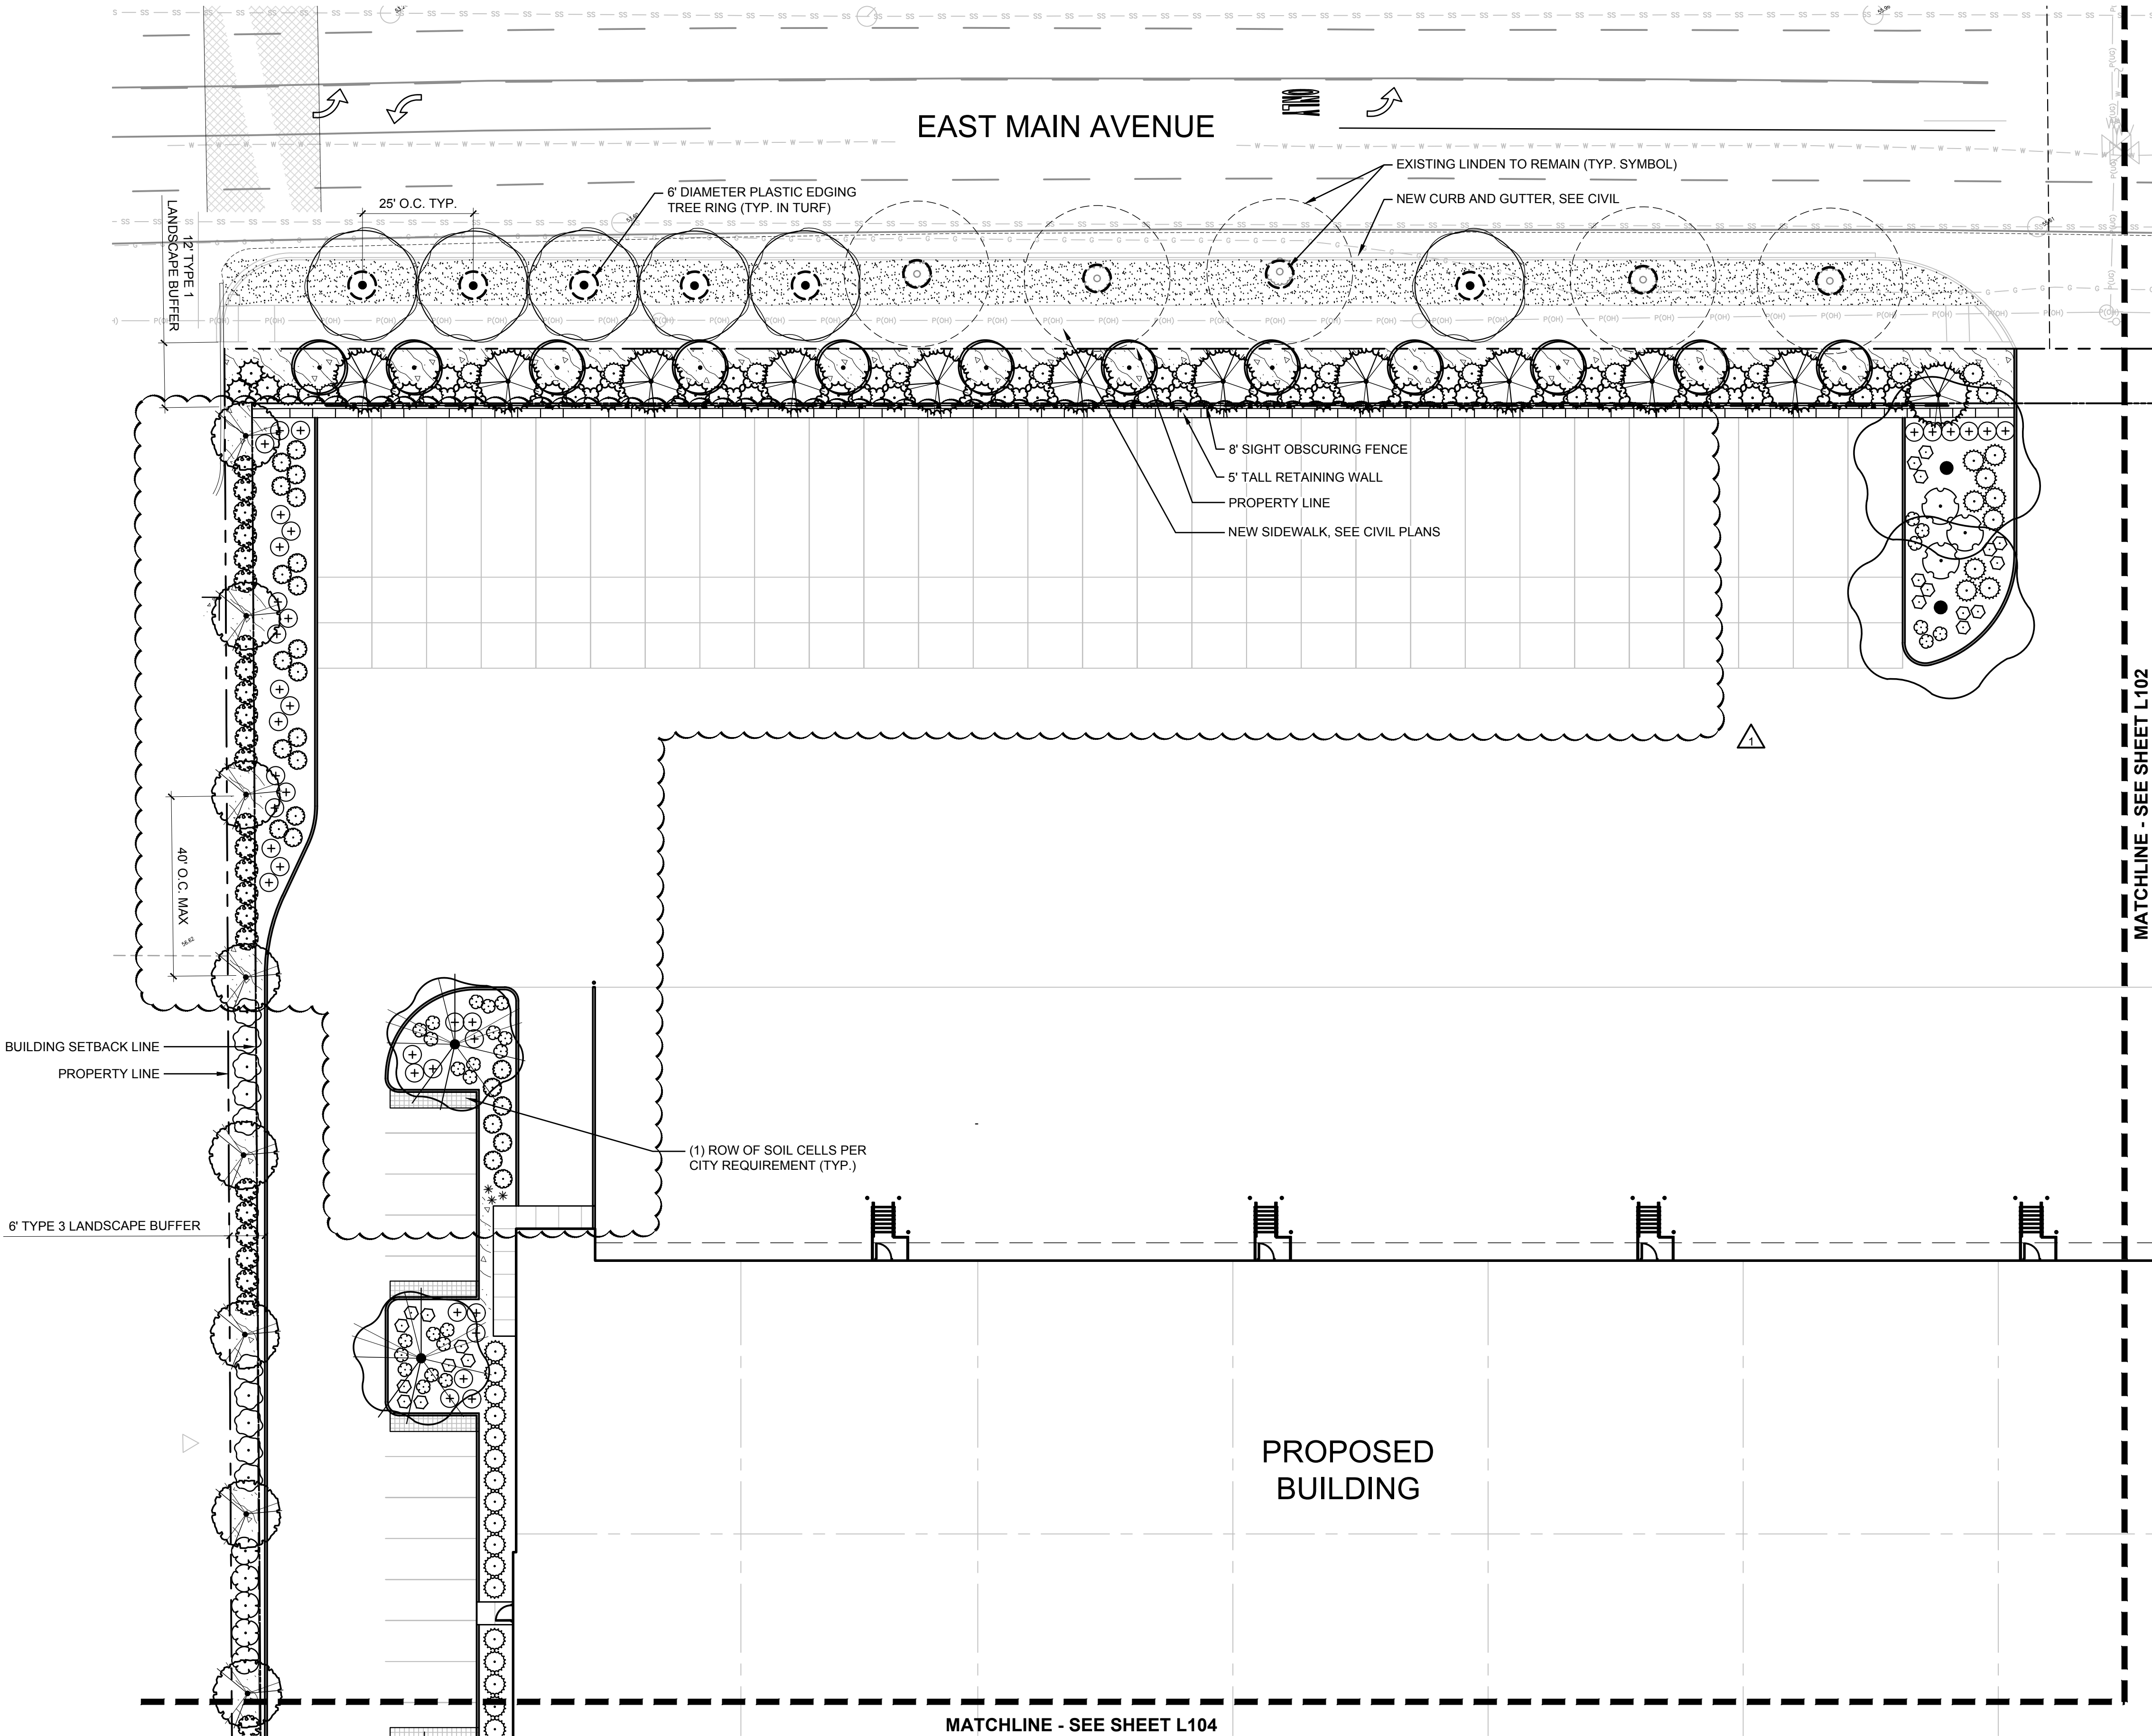 EAST MAIN AVENUE
ONLY
EXISTING LINDEN TO REMAIN (TYP. SYMBOL)
6' DIAMETER PLASTIC EDGING
TREE RING (TYP. IN TURF)
NEW CURB AND GUTTER, SEE CIVIL
25' O.C. TYP.
12' TYPE 1
LANDSCAPE BUFFER
8' SIGHT OBSCURING FENCE
5' TALL RETAINING WALL
PROPERTY LINE
NEW SIDEWALK, SEE CIVIL PLANS
1
MATCHLINE - SEE SHEET L102
40' O.C. MAX
56.82
BUILDING SETBACK LINE
PROPERTY LINE
(1) ROW OF SOIL CELLS PER
CITY REQUIREMENT (TYP.)
6' TYPE 3 LANDSCAPE BUFFER
PROPOSED
BUILDING
MATCHLINE - SEE SHEET L104